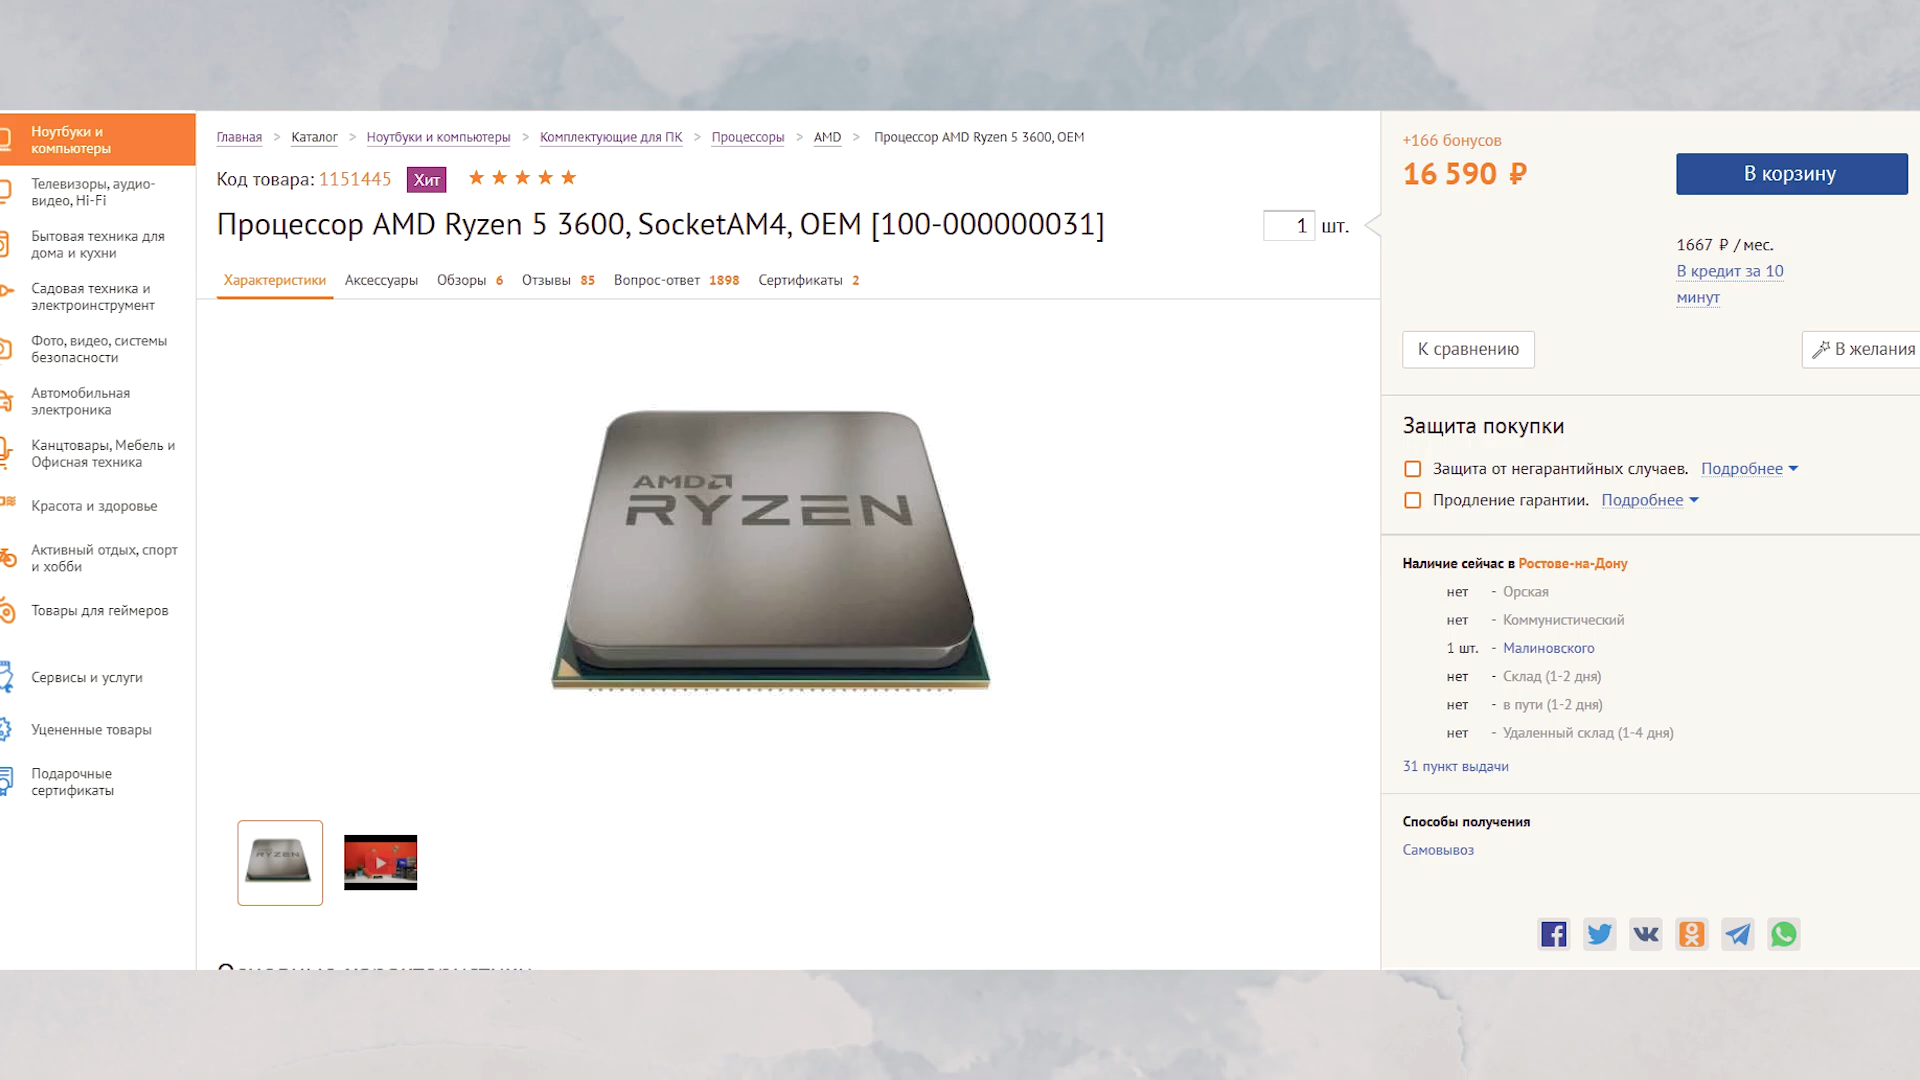 Ноутбуки и
компьютеры
Телевизоры, аудио-
видео, Hi-Fi
Бытовая техника для
дома и кухни
Садовая техника и
электроинструмент
Фото, видео, системы
безопасности
Автомобильная
электроника
Канцтовары, Мебель и
Офисная техника
Красота и здоровье
Активный отдых, спорт
и хобби
Товары для геймеров
Сервисы и услуги
Уцененные товары
Подарочные
сертификаты
Главная > Каталог > Ноутбуки и компьютеры > Комплектующие для ПК > Процессоры > AMD > Процессор AMD Ryzen 5 3600, OEM
Код товара: 1151445 Хит
Процессор AMD Ryzen 5 3600, SocketAM4, OEM [100-000000031]
1 шт.
Характеристики Аксессуары Обзоры 6 Отзывы 85 Вопрос-ответ 1898 Сертификаты 2
AMD
RYZEN
RYZEN
Основные характеристики
+166 бонусов
16 590 ₽
В корзину
1667 ₽ / мес.
В кредит за 10
минут
К сравнению
В желания
Защита покупки
Защита от негарантийных случаев. Подробнее
Продление гарантии. Подробнее
Наличие сейчас в Ростове-на-Дону
нет - Орская
нет - Коммунистический
1 шт. - Малиновского
нет - Склад (1-2 дня)
нет - в пути (1-2 дня)
нет - Удаленный склад (1-4 дня)
31 пункт выдачи
Способы получения
Самовывоз